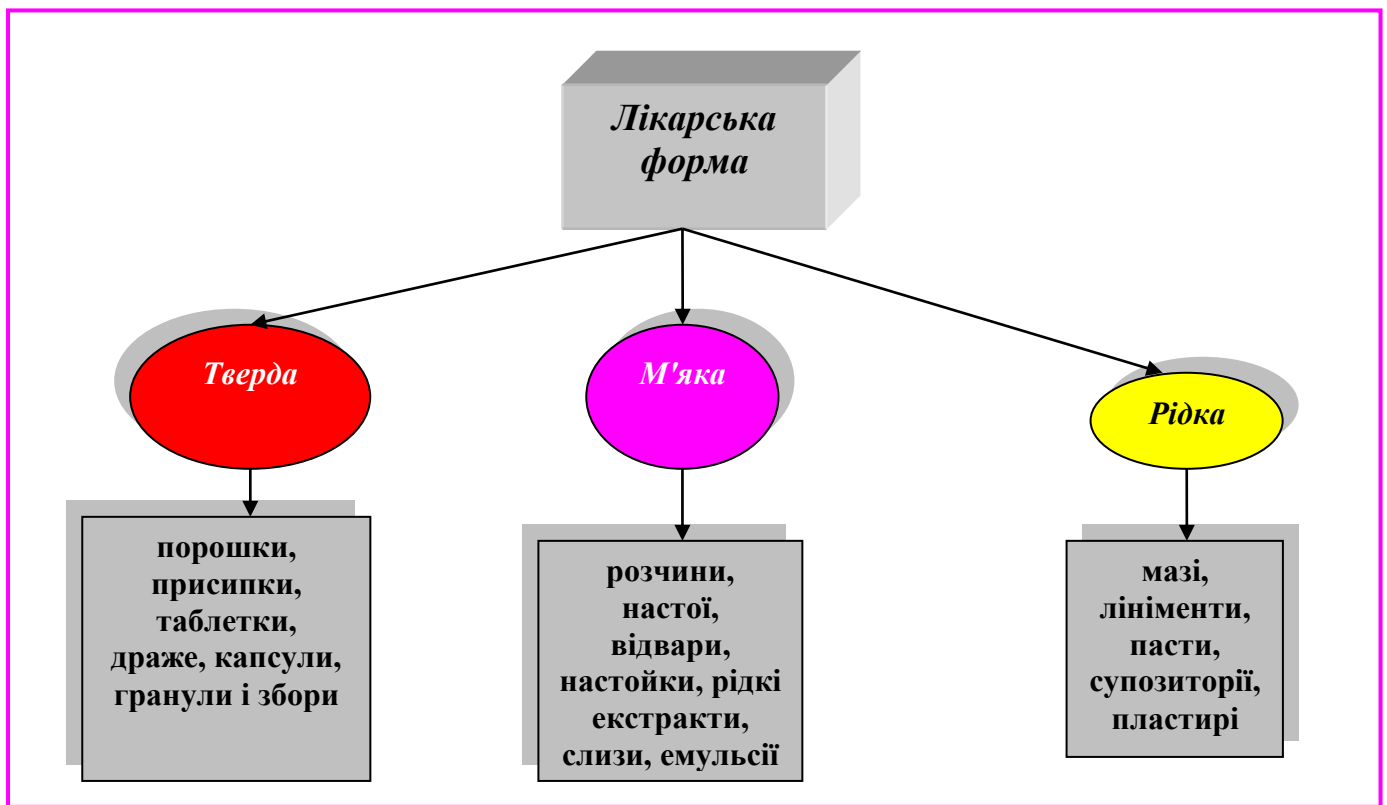 Лікарська
форма
Тверда
М'яка
Рідка
порошки,
присипки,
таблетки,
драже, капсули,
гранули і збори
розчини,
настої,
відвари,
настойки, рідкі
екстракти,
слизи, емульсії
мазі,
лініменти,
пасти,
супозиторії,
пластирі